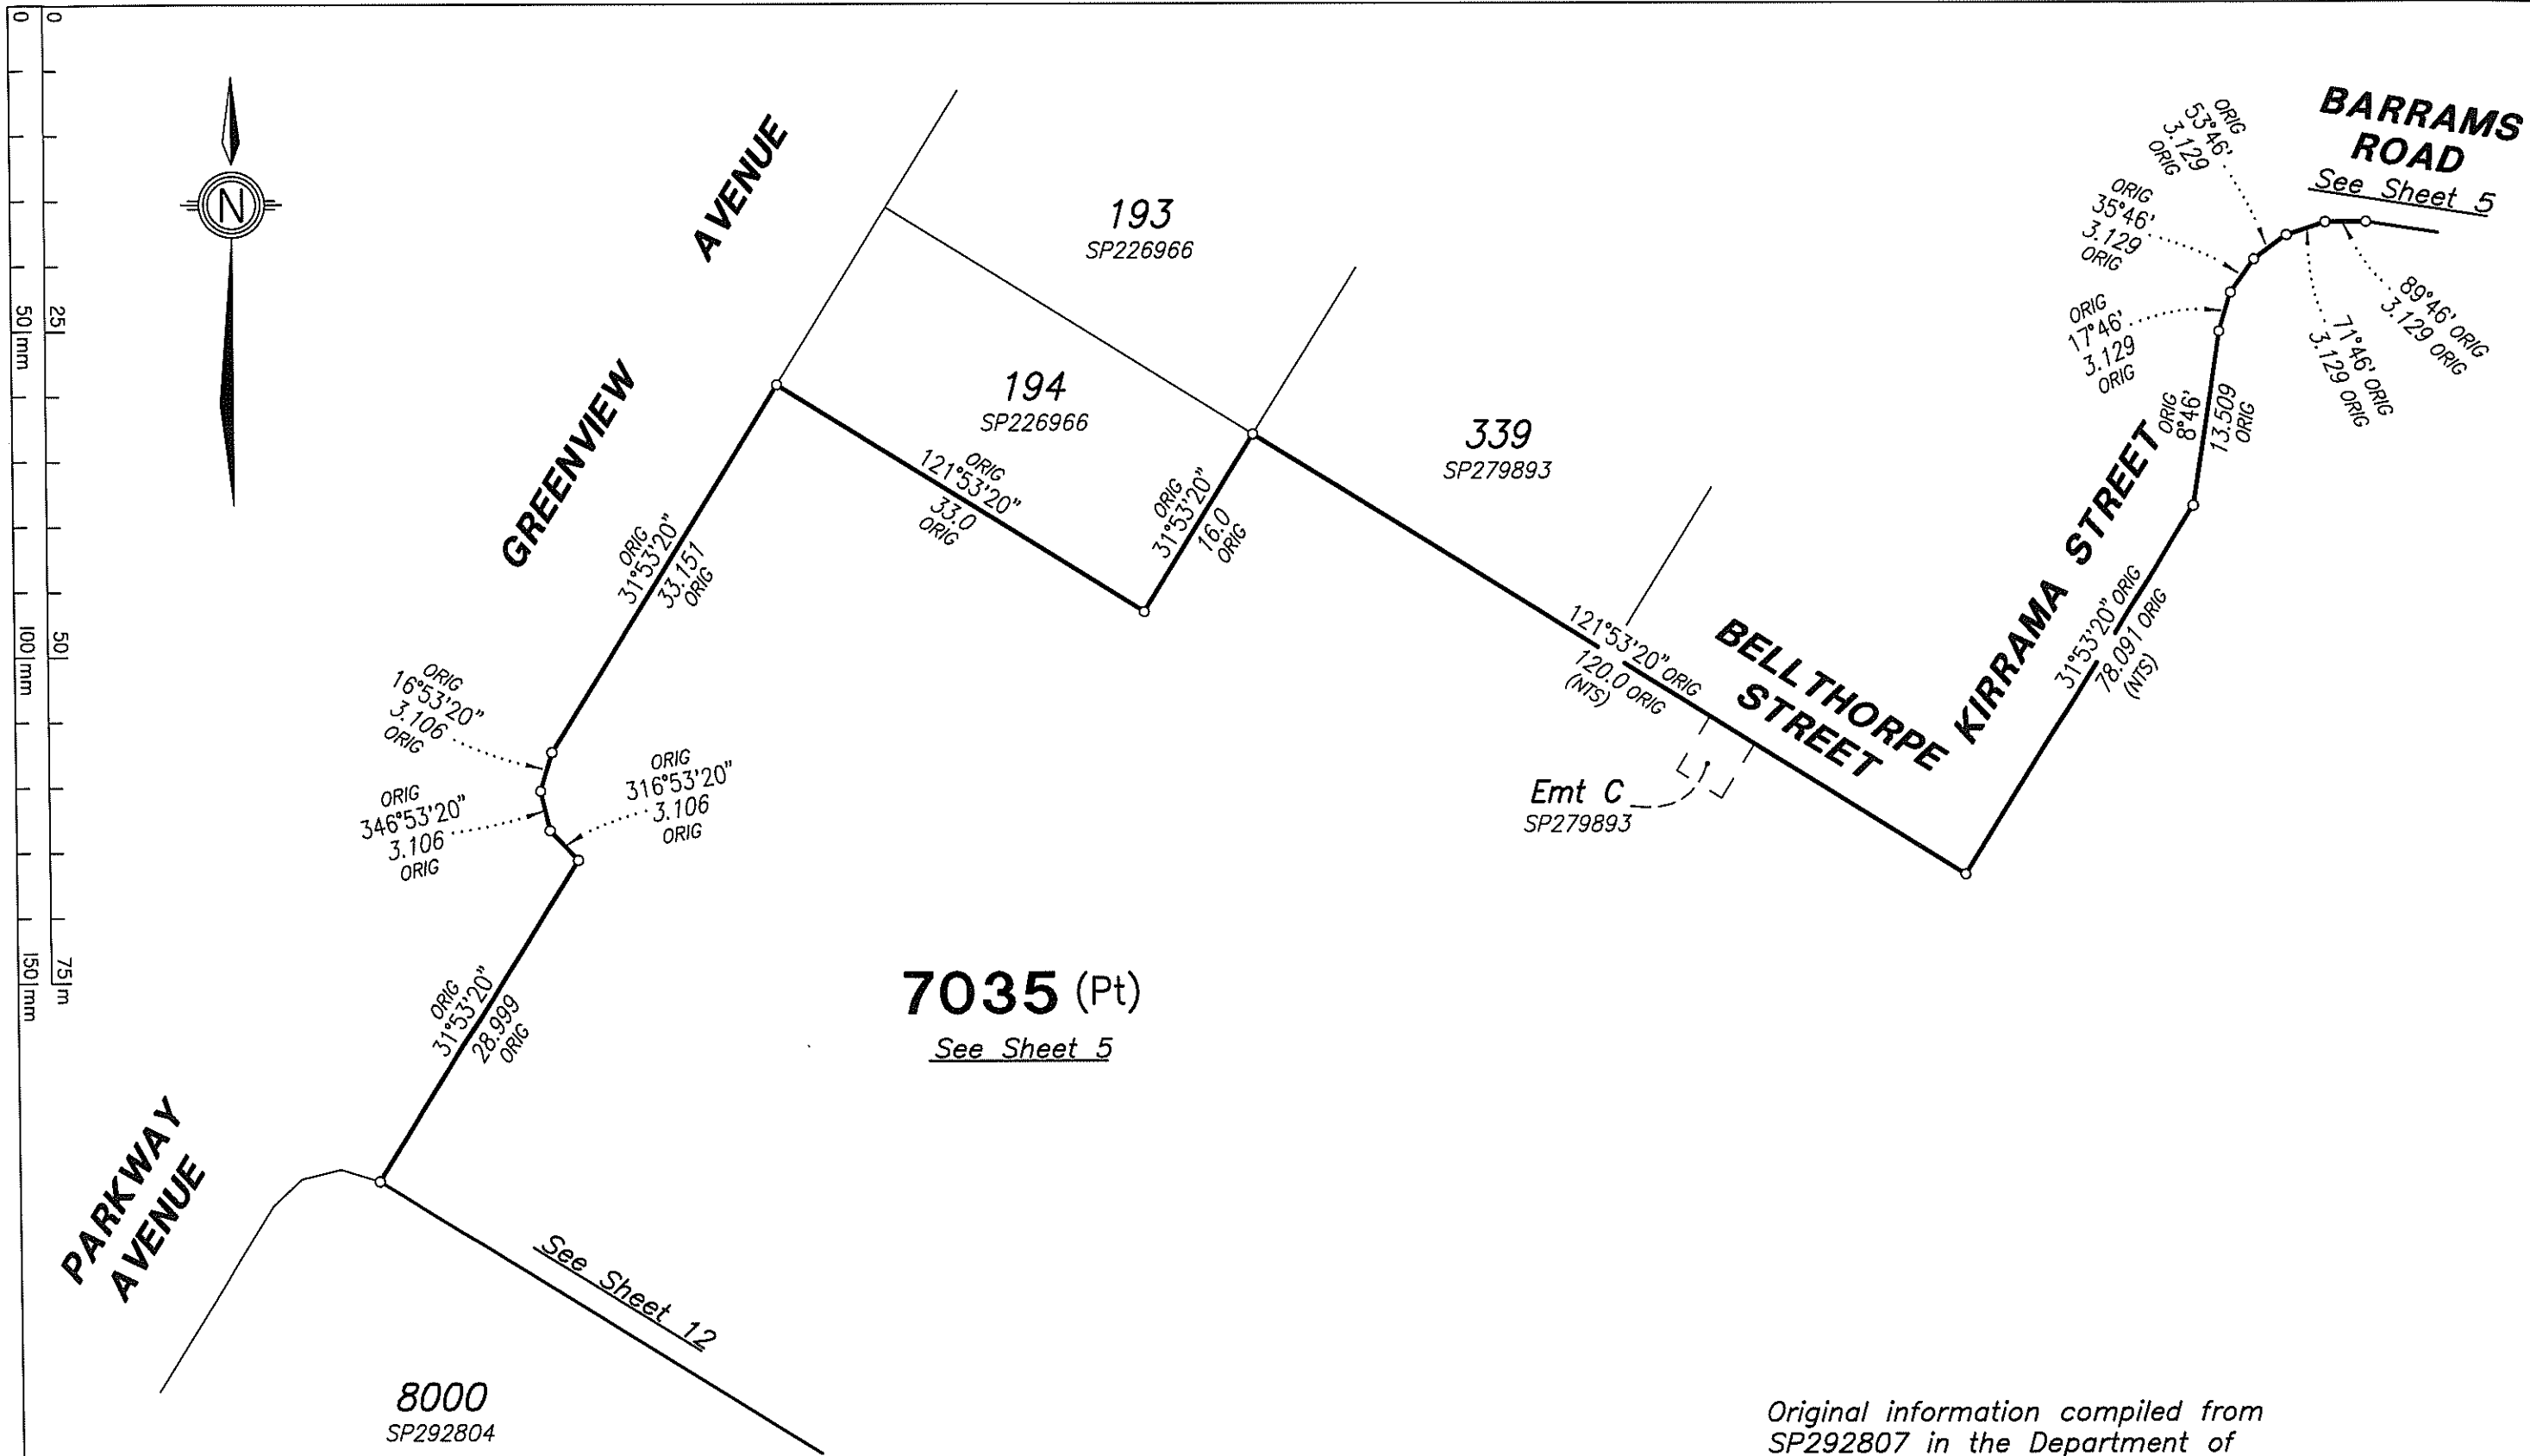 0
0
25
50 mm
50
100 mm
75 m
150 mm
N
GREENVIEW
AVENUE
193
SP226966
194
SP226966
339
SP279893
BARRAMS
ROAD
See Sheet 5
ORIG
53°46'
3.129
ORIG
ORIG
35°46'
3.129
ORIG
ORIG
17°46'
3.129
ORIG
89°46' ORIG
3.129 ORIG
71°46' ORIG
3.129 ORIG
ORIG
8°46'
13.509
ORIG
KIRRAMA STREET
31°53'20" ORIG
78.091 ORIG
(NTS)
ORIG
121°53'20"
33.0
ORIG
ORIG
31°53'20"
16.0
ORIG
ORIG
31°53'20"
33.151
ORIG
121°53'20" ORIG
120.0 ORIG
(NTS)
BELLTHORPE
STREET
Emt C
SP279893
ORIG
16°53'20"
3.106
ORIG
ORIG
346°53'20"
3.106
ORIG
ORIG
316°53'20"
3.106
ORIG
ORIG
31°53'20"
28.999
ORIG
7035 (Pt)
See Sheet 5
PARKWAY
AVENUE
See Sheet 12
8000
SP292804
Original information compiled from
SP292807 in the Department of